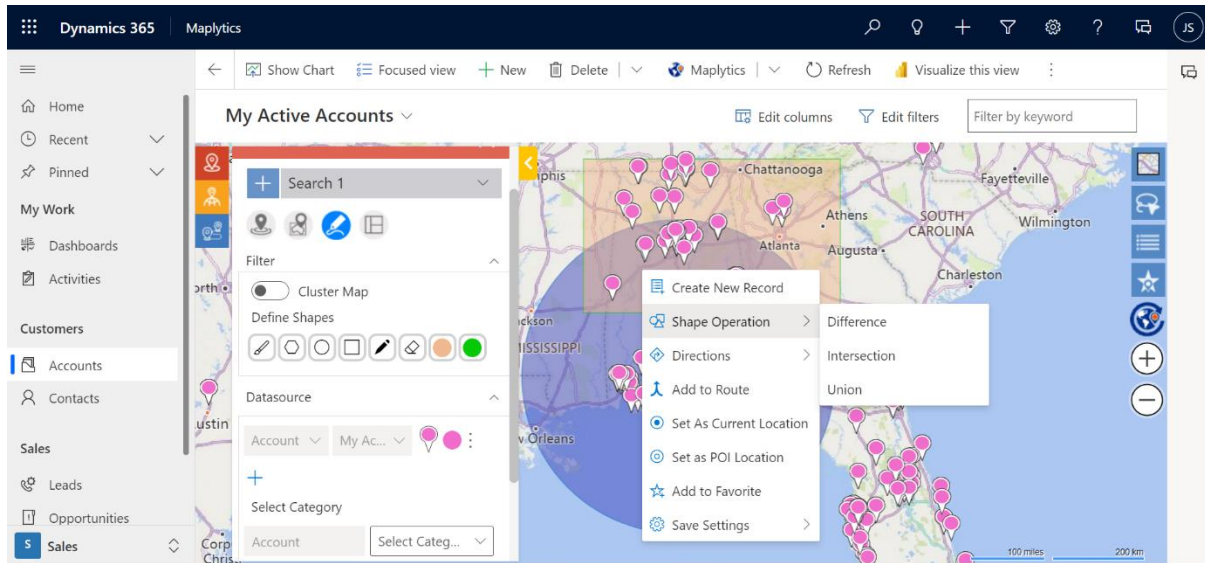 Dynamics 365 Maplytics JS
Show Chart Focused view New Delete Maplytics Refresh Visualize this view
Home
Recent
Pinned
My Work
Dashboards
Activities
Customers
Accounts
Contacts
Sales
Leads
Opportunities
S Sales
My Active Accounts
Edit columns Edit filters Filter by keyword
Search 1
Filter
Cluster Map
Define Shapes
Datasource
Account My Ac...
Select Category
Account Select Categ...
Chattanooga
Fayetteville
Athens
SOUTH
CAROLINA
Wilmington
Atlanta
Augusta
Charleston
Create New Record
Shape Operation
Directions
Add to Route
Set As Current Location
Set as POI Location
Add to Favorite
Save Settings
Difference
Intersection
Union
100 miles 200 km